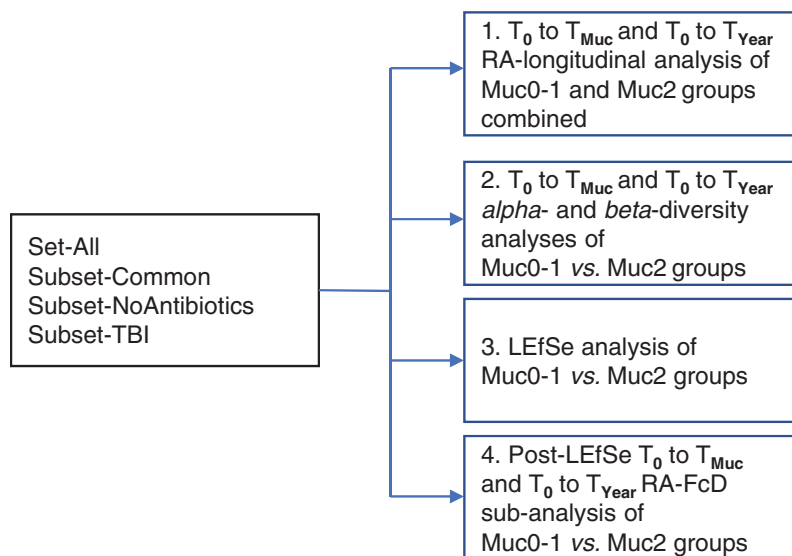 Set-All
Subset-Common
Subset-NoAntibiotics
Subset-TBI
1. T0 to TMuc and T0 to TYear
RA-longitudinal analysis of
Muc0-1 and Muc2 groups
combined
2. T0 to TMuc and T0 to TYear
alpha- and beta-diversity
analyses of
Muc0-1 vs. Muc2 groups
3. LEfSe analysis of
Muc0-1 vs. Muc2 groups
4. Post-LEfSe T0 to TMuc
and T0 to TYear RA-FcD
sub-analysis of
Muc0-1 vs. Muc2 groups